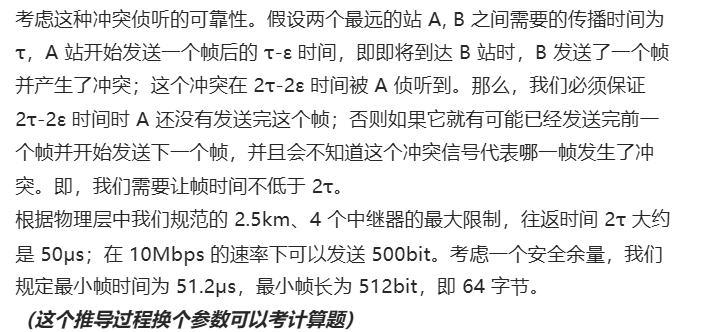 考虑这种冲突侦听的可靠性。假设两个最远的站 A, B 之间需要的传播时间为
τ，A 站开始发送一个帧后的 τ-ε 时间，即即将到达 B 站时，B 发送了一个帧
并产生了冲突；这个冲突在 2τ-2ε 时间被 A 侦听到。那么，我们必须保证
2τ-2ε 时间时 A 还没有发送完这个帧；否则如果它就有可能已经发送完前一
个帧并开始发送下一个帧，并且会不知道这个冲突信号代表哪一帧发生了冲
突。即，我们需要让帧时间不低于 2τ。
根据物理层中我们规范的 2.5km、4 个中继器的最大限制，往返时间 2τ 大约
是 50μs；在 10Mbps 的速率下可以发送 500bit。考虑一个安全余量，我们
规定最小帧时间为 51.2μs，最小帧长为 512bit，即 64 字节。
（这个推导过程换个参数可以考计算题）